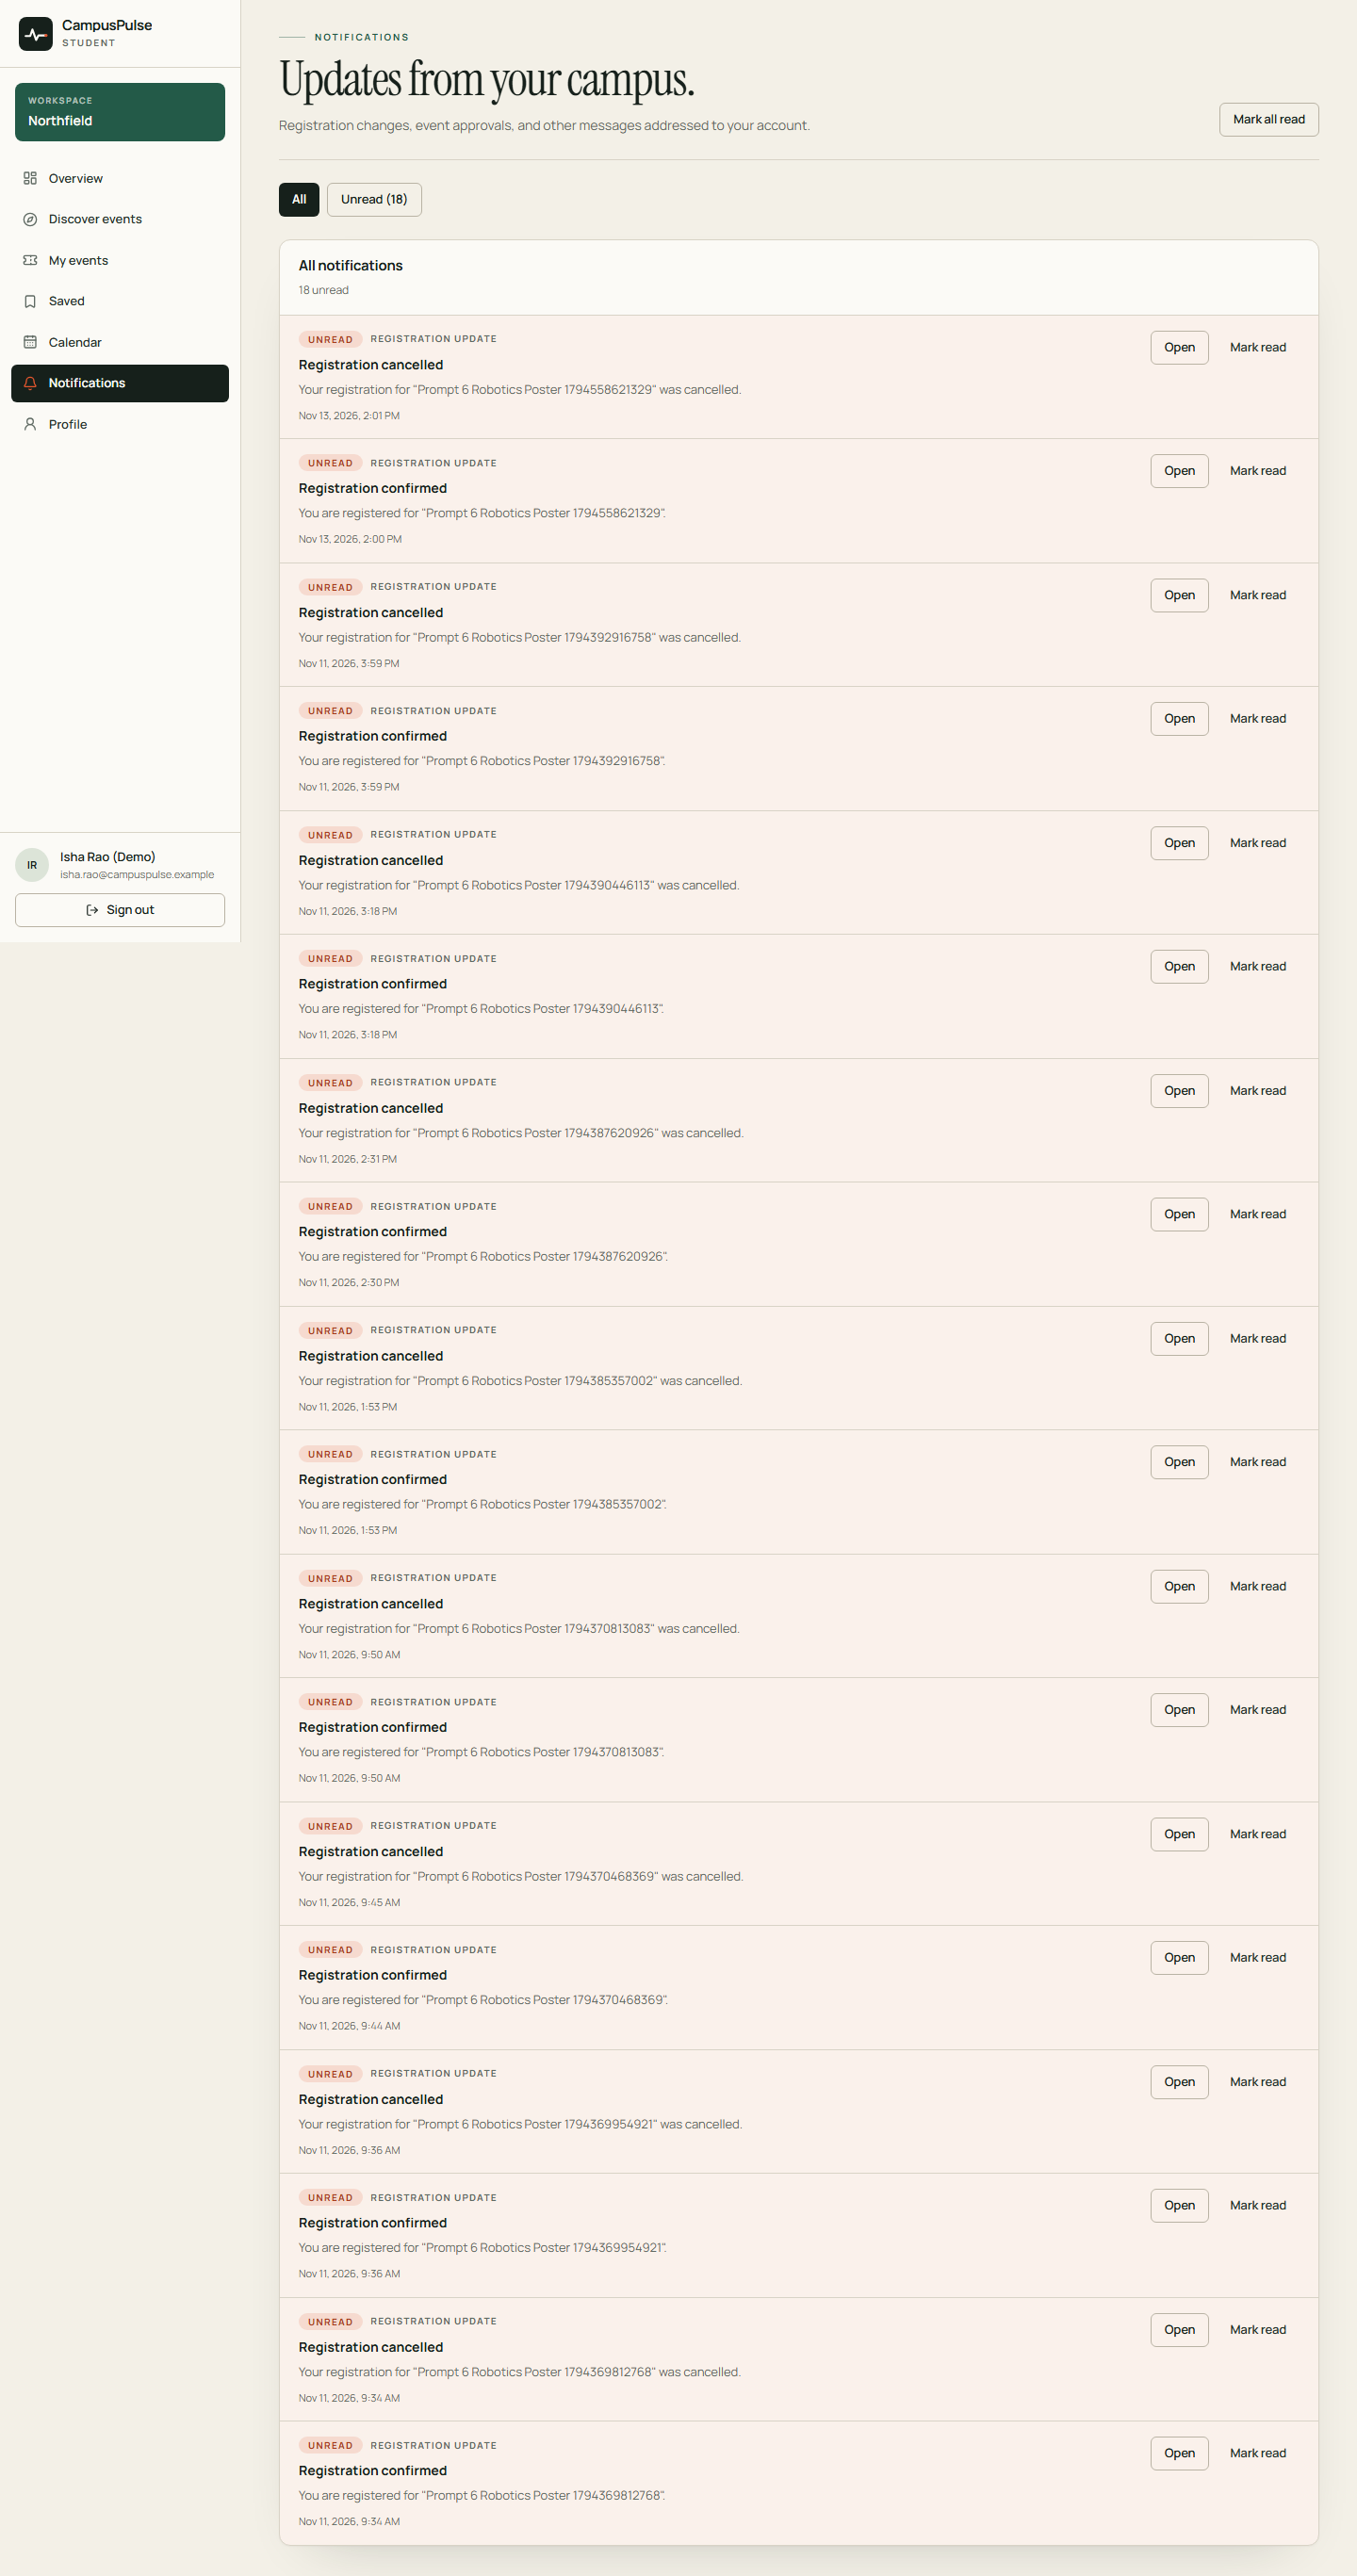 CampusPulse
STUDENT
WORKSPACE
Northfield
Overview
Discover events
My events
Saved
Calendar
Notifications
Profile
IR
Isha Rao (Demo)
isha.rao@campuspulse.example
Sign out
NOTIFICATIONS
Updates from your campus.
Registration changes, event approvals, and other messages addressed to your account.
Mark all read
All
Unread (18)
All notifications
18 unread
UNREAD REGISTRATION UPDATE
Open Mark read
Registration cancelled
Your registration for "Prompt 6 Robotics Poster 1794558621329" was cancelled.
Nov 13, 2026, 2:01 PM
UNREAD REGISTRATION UPDATE
Open Mark read
Registration confirmed
You are registered for "Prompt 6 Robotics Poster 1794558621329".
Nov 13, 2026, 2:00 PM
UNREAD REGISTRATION UPDATE
Open Mark read
Registration cancelled
Your registration for "Prompt 6 Robotics Poster 1794392916758" was cancelled.
Nov 11, 2026, 3:59 PM
UNREAD REGISTRATION UPDATE
Open Mark read
Registration confirmed
You are registered for "Prompt 6 Robotics Poster 1794392916758".
Nov 11, 2026, 3:59 PM
UNREAD REGISTRATION UPDATE
Open Mark read
Registration cancelled
Your registration for "Prompt 6 Robotics Poster 1794390446113" was cancelled.
Nov 11, 2026, 3:18 PM
UNREAD REGISTRATION UPDATE
Open Mark read
Registration confirmed
You are registered for "Prompt 6 Robotics Poster 1794390446113".
Nov 11, 2026, 3:18 PM
UNREAD REGISTRATION UPDATE
Open Mark read
Registration cancelled
Your registration for "Prompt 6 Robotics Poster 1794387620926" was cancelled.
Nov 11, 2026, 2:31 PM
UNREAD REGISTRATION UPDATE
Open Mark read
Registration confirmed
You are registered for "Prompt 6 Robotics Poster 1794387620926".
Nov 11, 2026, 2:30 PM
UNREAD REGISTRATION UPDATE
Open Mark read
Registration cancelled
Your registration for "Prompt 6 Robotics Poster 1794385357002" was cancelled.
Nov 11, 2026, 1:53 PM
UNREAD REGISTRATION UPDATE
Open Mark read
Registration confirmed
You are registered for "Prompt 6 Robotics Poster 1794385357002".
Nov 11, 2026, 1:53 PM
UNREAD REGISTRATION UPDATE
Open Mark read
Registration cancelled
Your registration for "Prompt 6 Robotics Poster 1794370813083" was cancelled.
Nov 11, 2026, 9:50 AM
UNREAD REGISTRATION UPDATE
Open Mark read
Registration confirmed
You are registered for "Prompt 6 Robotics Poster 1794370813083".
Nov 11, 2026, 9:50 AM
UNREAD REGISTRATION UPDATE
Open Mark read
Registration cancelled
Your registration for "Prompt 6 Robotics Poster 1794370468369" was cancelled.
Nov 11, 2026, 9:45 AM
UNREAD REGISTRATION UPDATE
Open Mark read
Registration confirmed
You are registered for "Prompt 6 Robotics Poster 1794370468369".
Nov 11, 2026, 9:44 AM
UNREAD REGISTRATION UPDATE
Open Mark read
Registration cancelled
Your registration for "Prompt 6 Robotics Poster 1794369954921" was cancelled.
Nov 11, 2026, 9:36 AM
UNREAD REGISTRATION UPDATE
Open Mark read
Registration confirmed
You are registered for "Prompt 6 Robotics Poster 1794369954921".
Nov 11, 2026, 9:36 AM
UNREAD REGISTRATION UPDATE
Open Mark read
Registration cancelled
Your registration for "Prompt 6 Robotics Poster 1794369812768" was cancelled.
Nov 11, 2026, 9:34 AM
UNREAD REGISTRATION UPDATE
Open Mark read
Registration confirmed
You are registered for "Prompt 6 Robotics Poster 1794369812768".
Nov 11, 2026, 9:34 AM